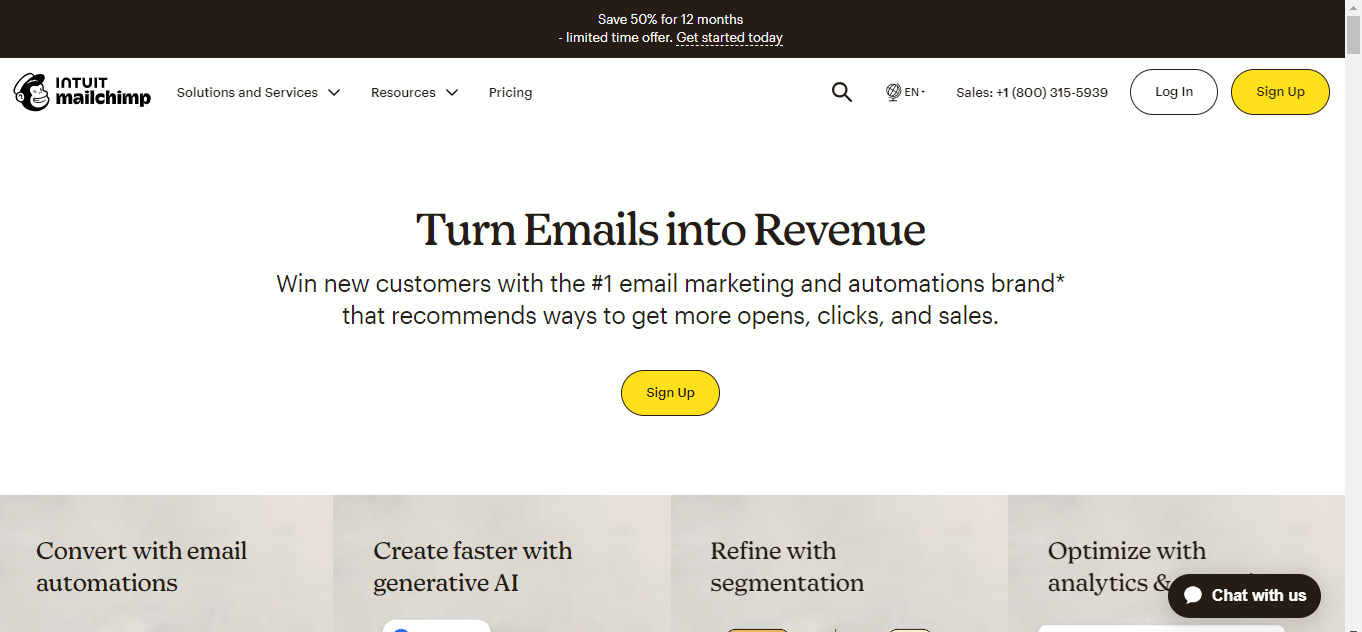 Save 50% for 12 months
- limited time offer. Get started today
INTUIT
mailchimp
Solutions and Services
Resources
Pricing
EN
Sales: +1 (800) 315-5939
Log In
Sign Up
Turn Emails into Revenue
Win new customers with the #1 email marketing and automations brand*
that recommends ways to get more opens, clicks, and sales.
Sign Up
Convert with email
automations
Create faster with
generative AI
Refine with
segmentation
Optimize with
analytics &
Chat with us